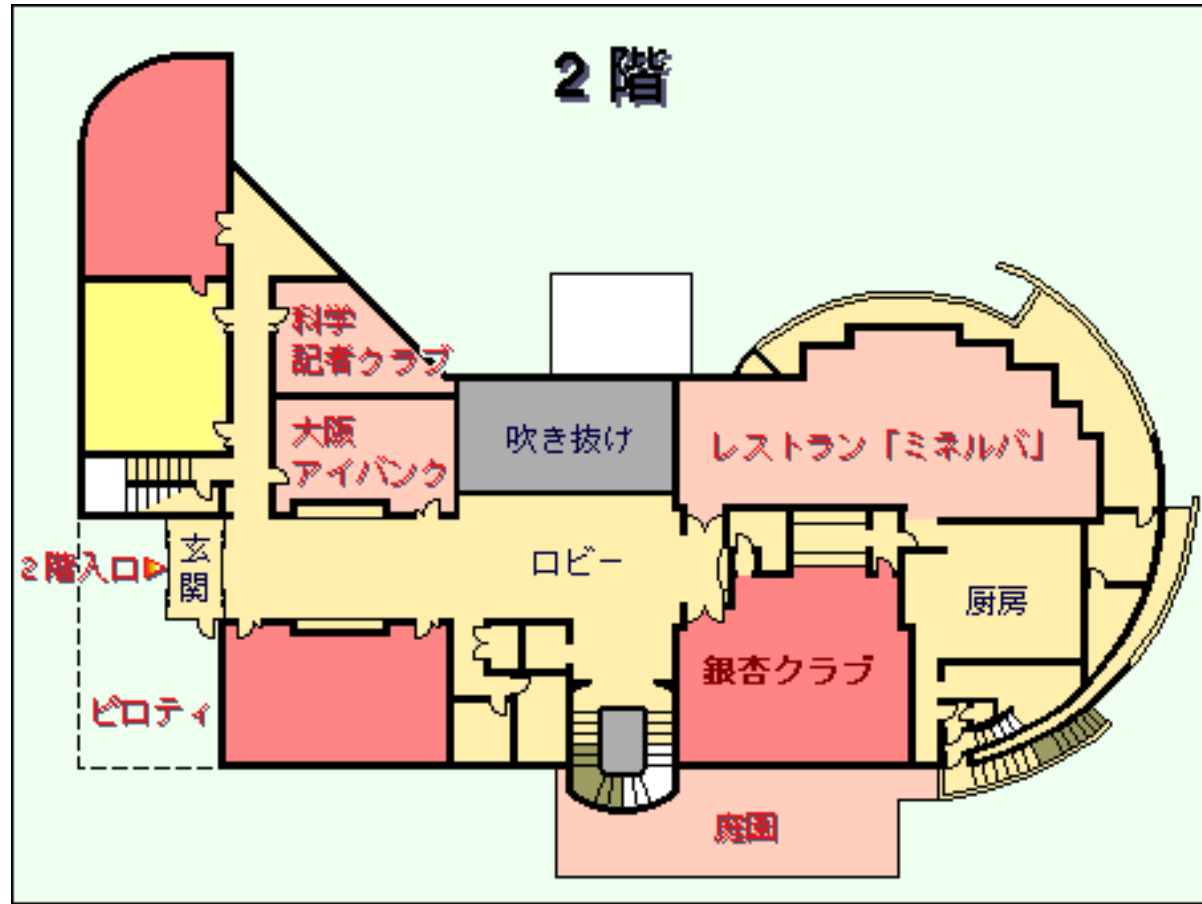 2階
科学
記者クラブ
大阪
アイバンク
吹き抜け
レストラン「ミネルバ」
玄
関
2階入口
ロビー
厨房
銀杏クラブ
ピロティ
庭園